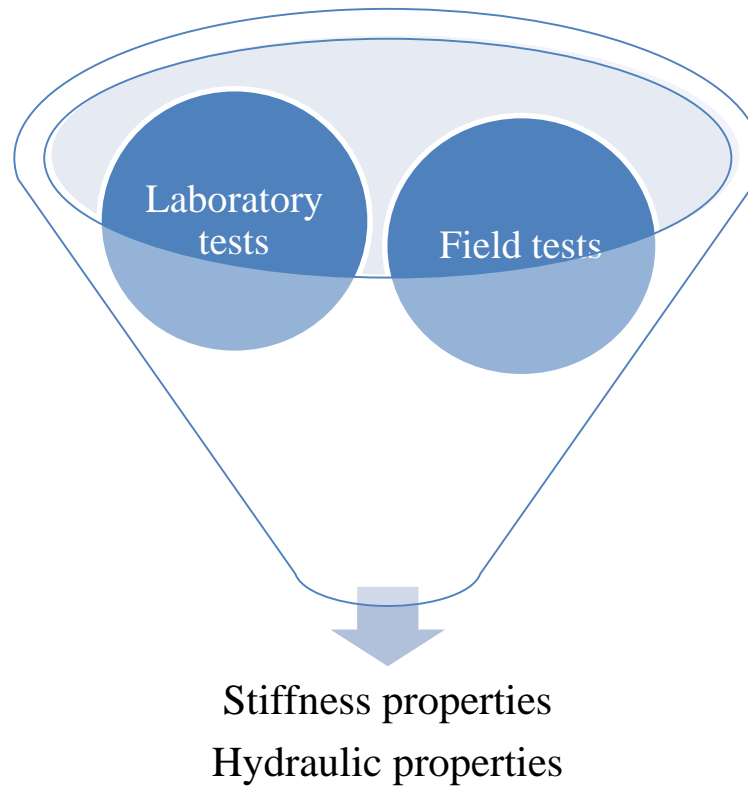 Laboratory
tests
Field tests
Stiffness properties
Hydraulic properties